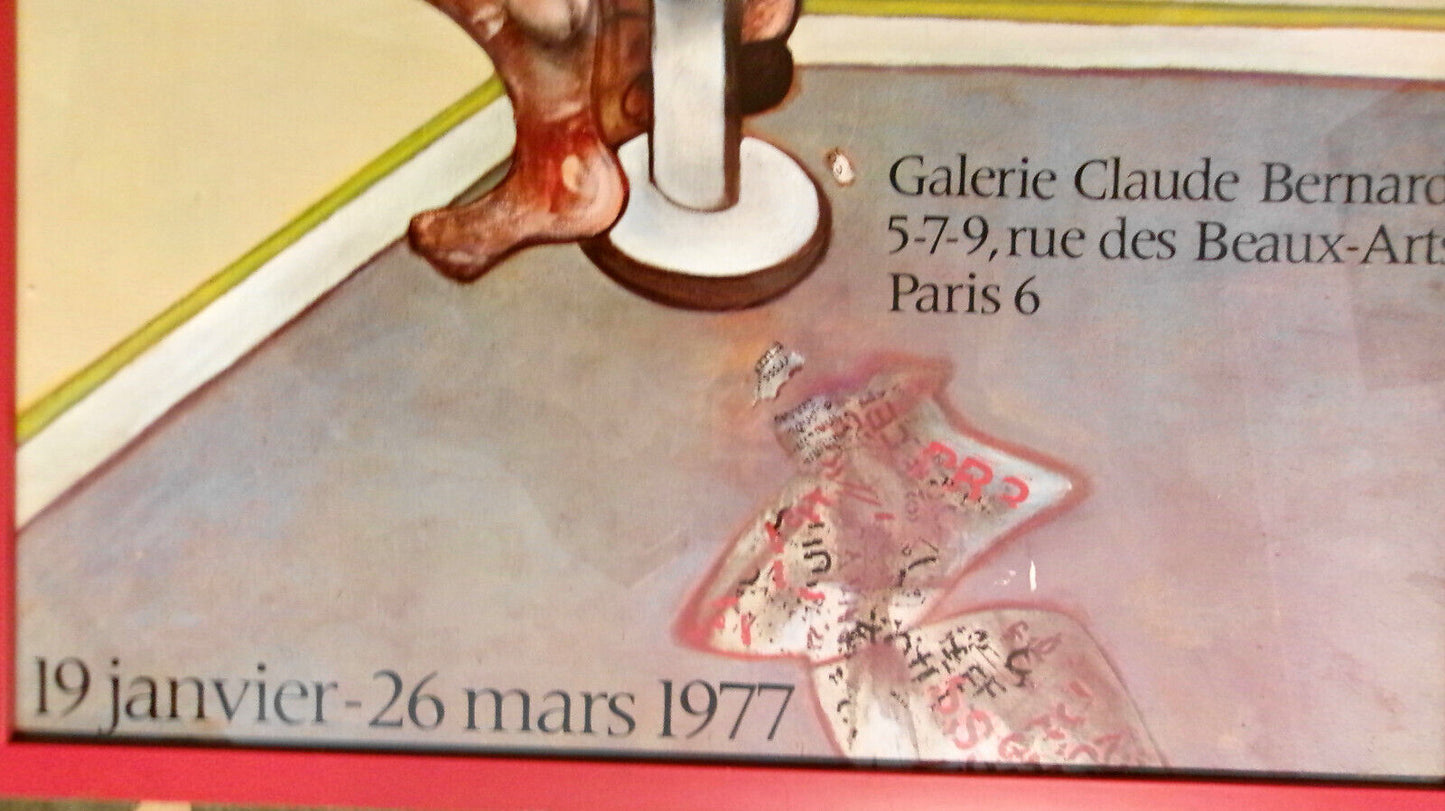 Galerie Claude Bernard
5-7-9, rue des Beaux-Arts
Paris 6
19 janvier-26 mars 1977